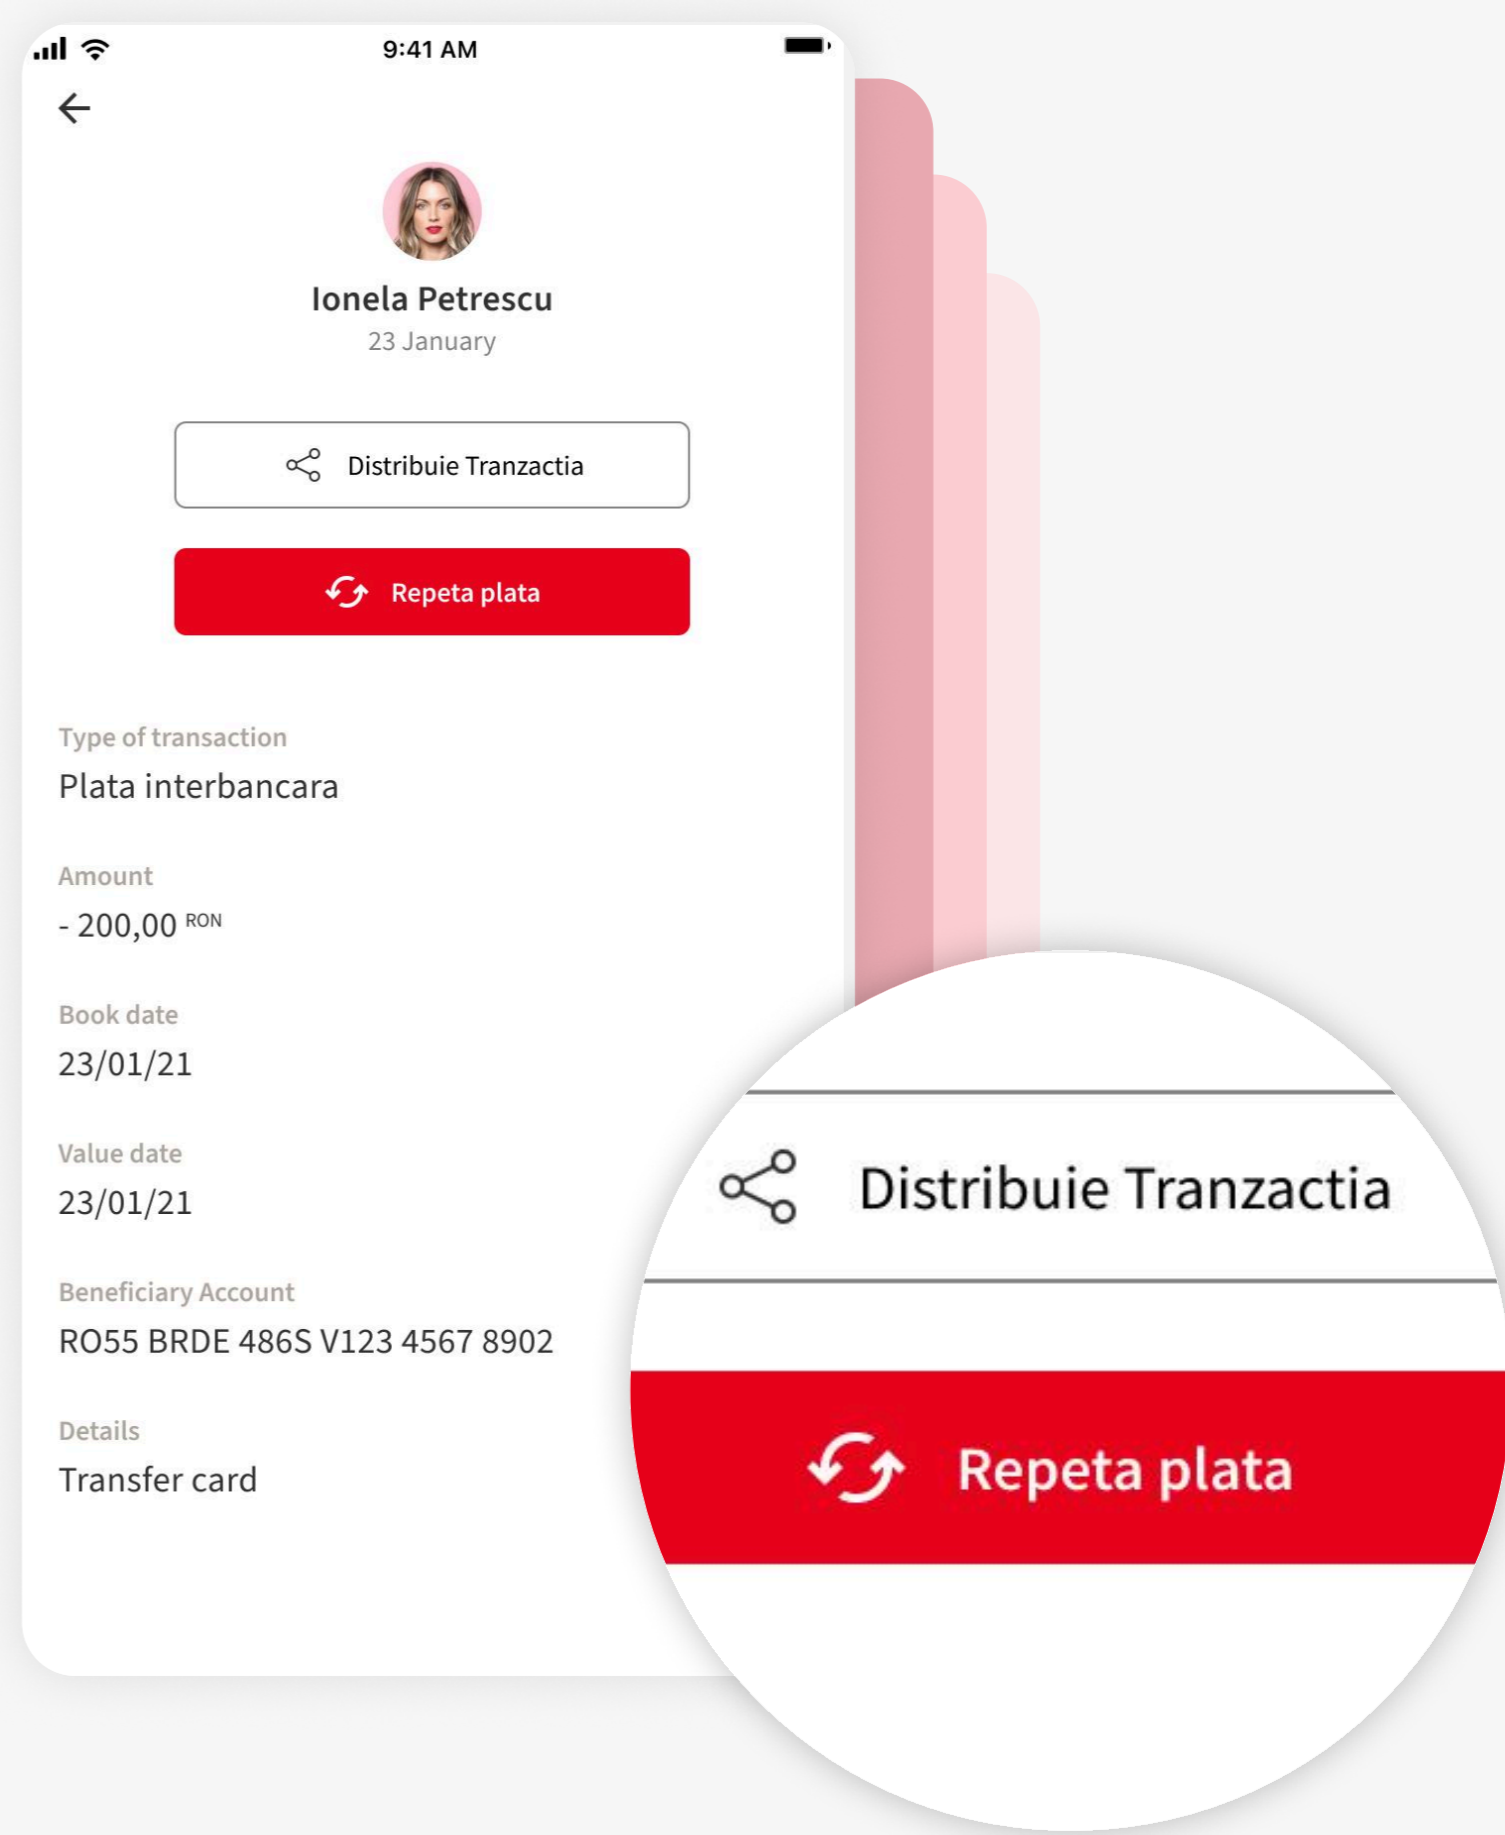 9:41 AM
Ionela Petrescu
23 January
Distribuie Tranzactia
Repeta plata
Type of transaction
Plata interbancara
Amount
- 200,00 RON
Book date
23/01/21
Value date
23/01/21
Beneficiary Account
RO55 BRDE 486S V123 4567 8902
Details
Transfer card
Distribuie Tranzactia
Repeta plata